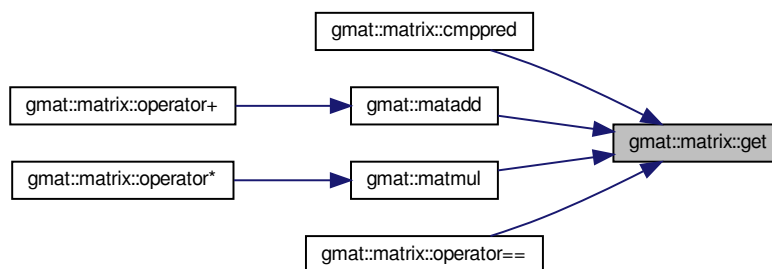 gmat::matrix::cmppred
gmat::matrix::operator+
gmat::matadd
gmat::matrix::get
gmat::matrix::operator*
gmat::matmul
gmat::matrix::operator==